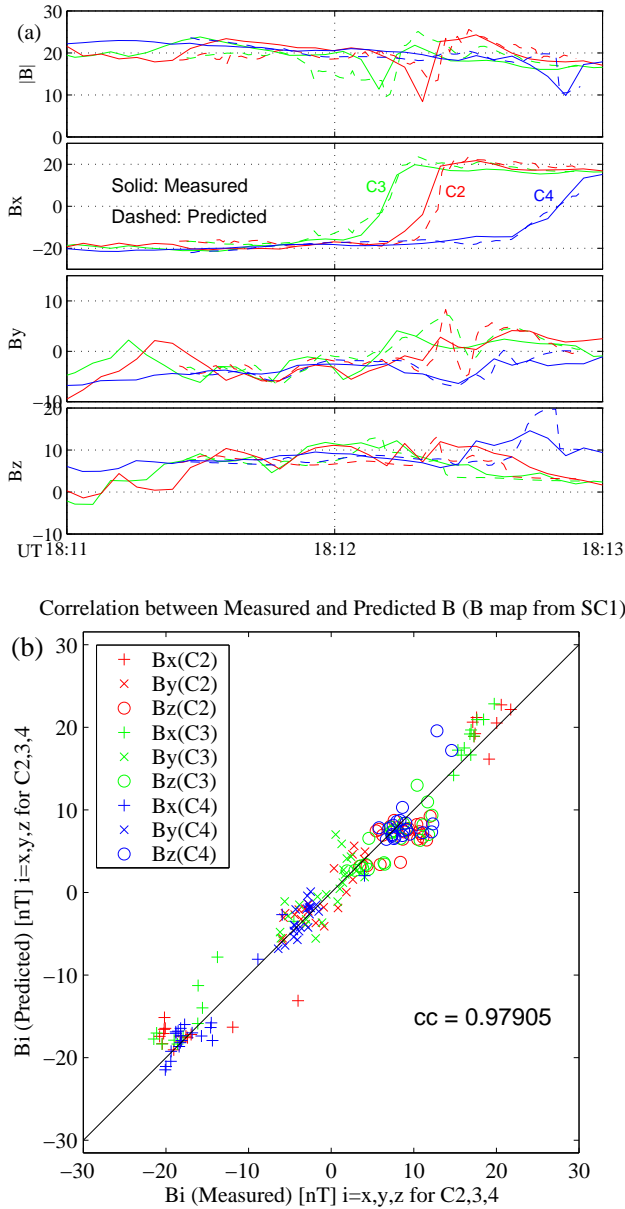 (a)
30
20
10
0
|B|
20
0
−20
Bx
Solid: Measured
Dashed: Predicted
C3
C2
C4
10
0
−10
By
20
10
0
−10
Bz
UT
18:11
18:12
18:13
Correlation between Measured and Predicted B (B map from SC1)
(b)
30
20
10
0
−10
−20
−30
Bi (Predicted) [nT] i=x,y,z for C2,3,4
Bx(C2)
By(C2)
Bz(C2)
Bx(C3)
By(C3)
Bz(C3)
Bx(C4)
By(C4)
Bz(C4)
cc = 0.97905
−30
−20
−10
0
10
20
30
Bi (Measured) [nT] i=x,y,z for C2,3,4